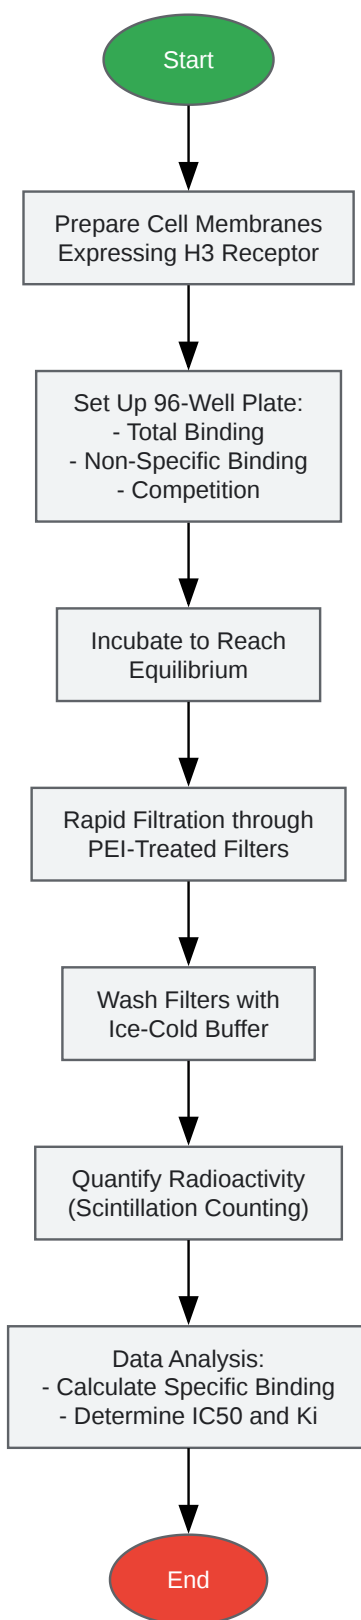 Start
Prepare Cell Membranes
Expressing H3 Receptor
Set Up 96-Well Plate:
- Total Binding
- Non-Specific Binding
- Competition
Incubate to Reach
Equilibrium
Rapid Filtration through
PEI-Treated Filters
Wash Filters with
Ice-Cold Buffer
Quantify Radioactivity
(Scintillation Counting)
Data Analysis:
- Calculate Specific Binding
- Determine IC50 and Ki
End